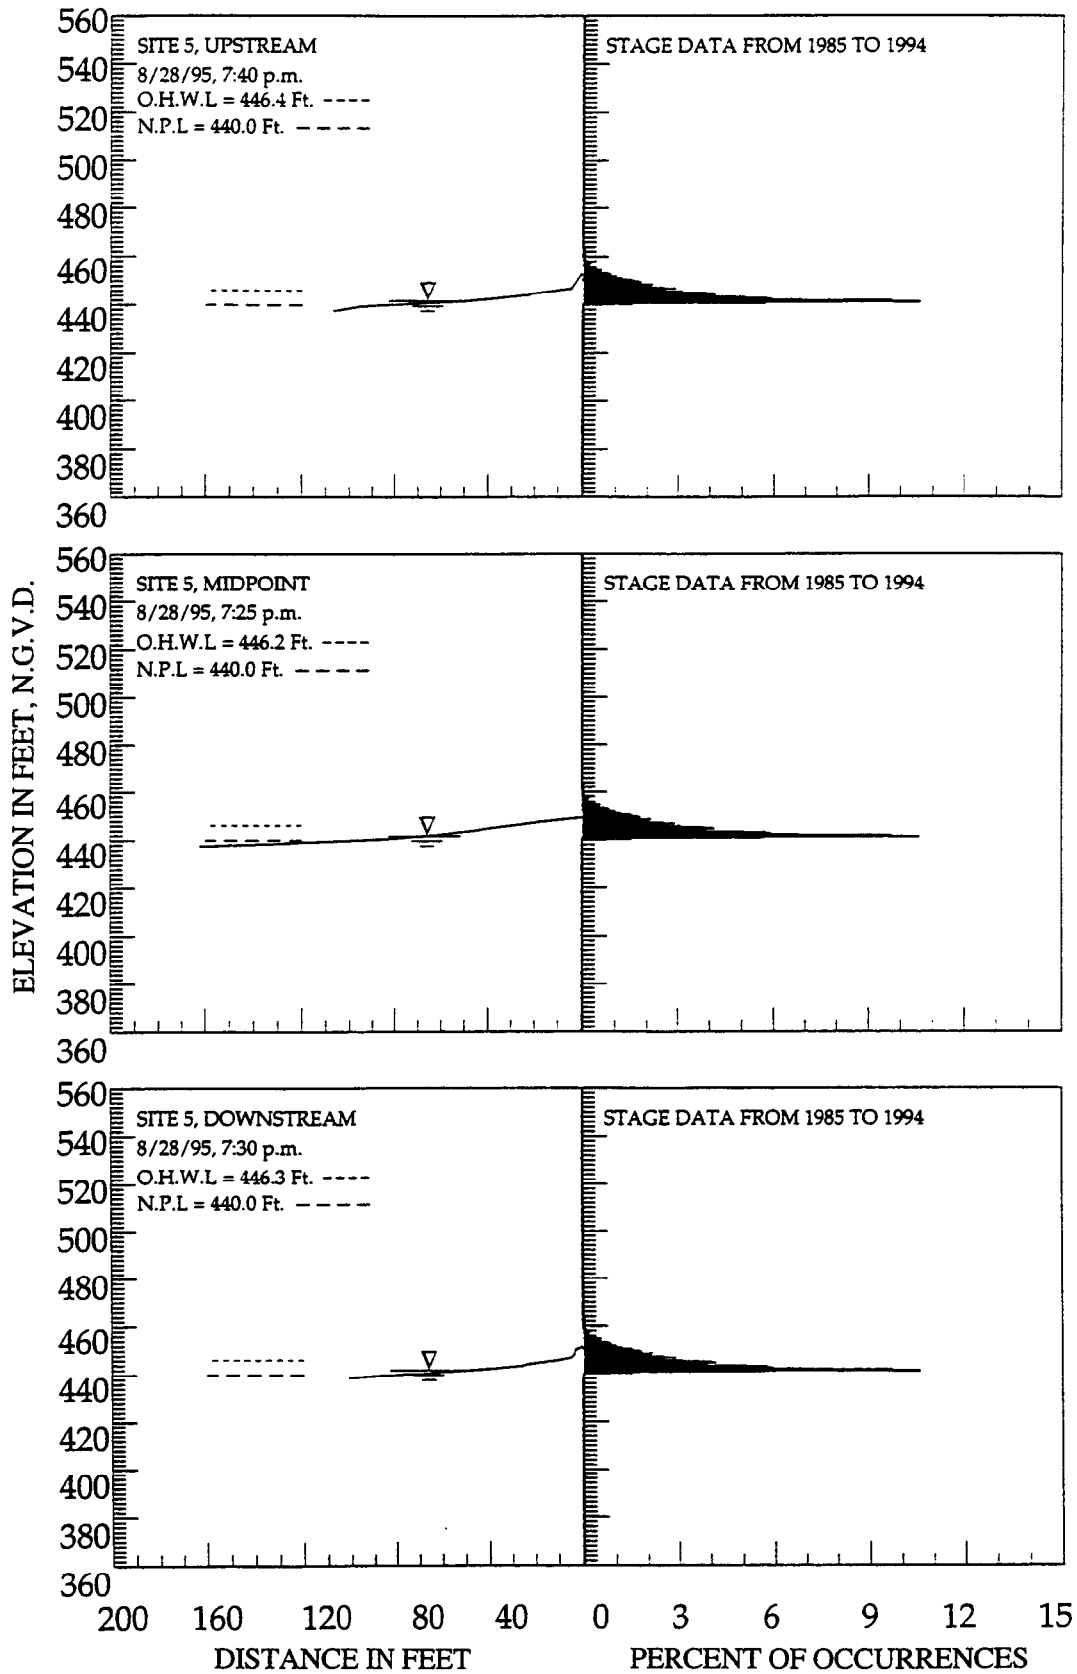 560
540
520
500
480
460
440
420
400
380
360
SITE 5, UPSTREAM
8/28/95, 7:40 p.m.
O.H.W.L = 446.4 Ft. ----
N.P.L = 440.0 Ft. – – – –
STAGE DATA FROM 1985 TO 1994
ELEVATION IN FEET, N.G.V.D.
560
540
520
500
480
460
440
420
400
380
360
SITE 5, MIDPOINT
8/28/95, 7:25 p.m.
O.H.W.L = 446.2 Ft. ----
N.P.L = 440.0 Ft. – – – –
STAGE DATA FROM 1985 TO 1994
560
540
520
500
480
460
440
420
400
380
360
SITE 5, DOWNSTREAM
8/28/95, 7:30 p.m.
O.H.W.L = 446.3 Ft. ----
N.P.L = 440.0 Ft. – – – –
STAGE DATA FROM 1985 TO 1994
200 160 120 80 40 0 3 6 9 12 15
DISTANCE IN FEET
PERCENT OF OCCURRENCES